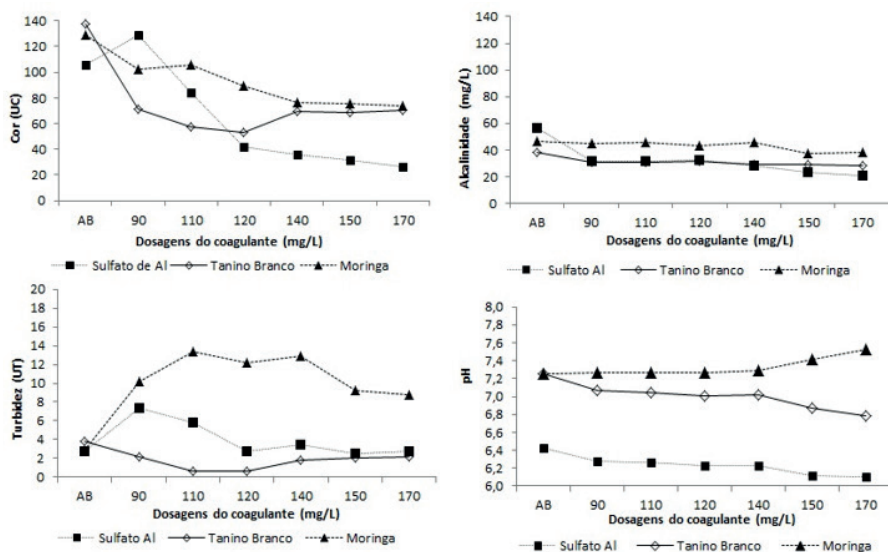 Cor (UC)
140
120
100
80
60
40
20
0
AB 90 110 120 140 150 170
Dosagens do coagulante (mg/L)
Sulfato de Al Tanino Branco Moringa
Alcalinidade (mg/L)
140
120
100
80
60
40
20
0
AB 90 110 120 140 150 170
Dosagens do coagulante (mg/L)
Sulfato Al Tanino Branco Moringa
Turbidez (UT)
20
18
16
14
12
10
8
6
4
2
0
AB 90 110 120 140 150 170
Dosagens do coagulante (mg/L)
Sulfato Al Tanino Branco Moringa
pH
8,0
7,8
7,6
7,4
7,2
7,0
6,8
6,6
6,4
6,2
6,0
AB 90 110 120 140 150 170
Dosagens do coagulante (mg/L)
Sulfato Al Tanino Branco Moringa